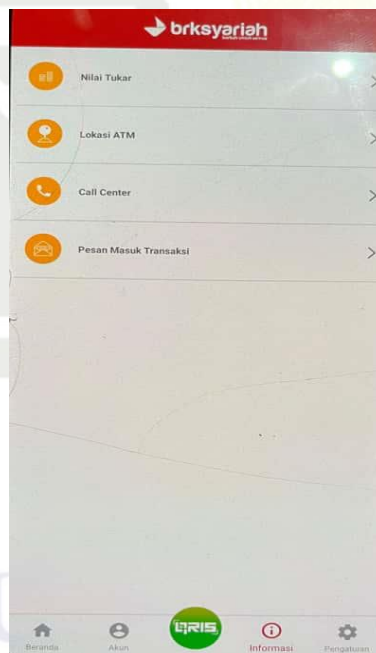 brksyariah
Nilai Tukar
Lokasi ATM
Call Center
Pesan Masuk Transaksi
Beranda
Akun
QRIS
Informasi
Pengaturan